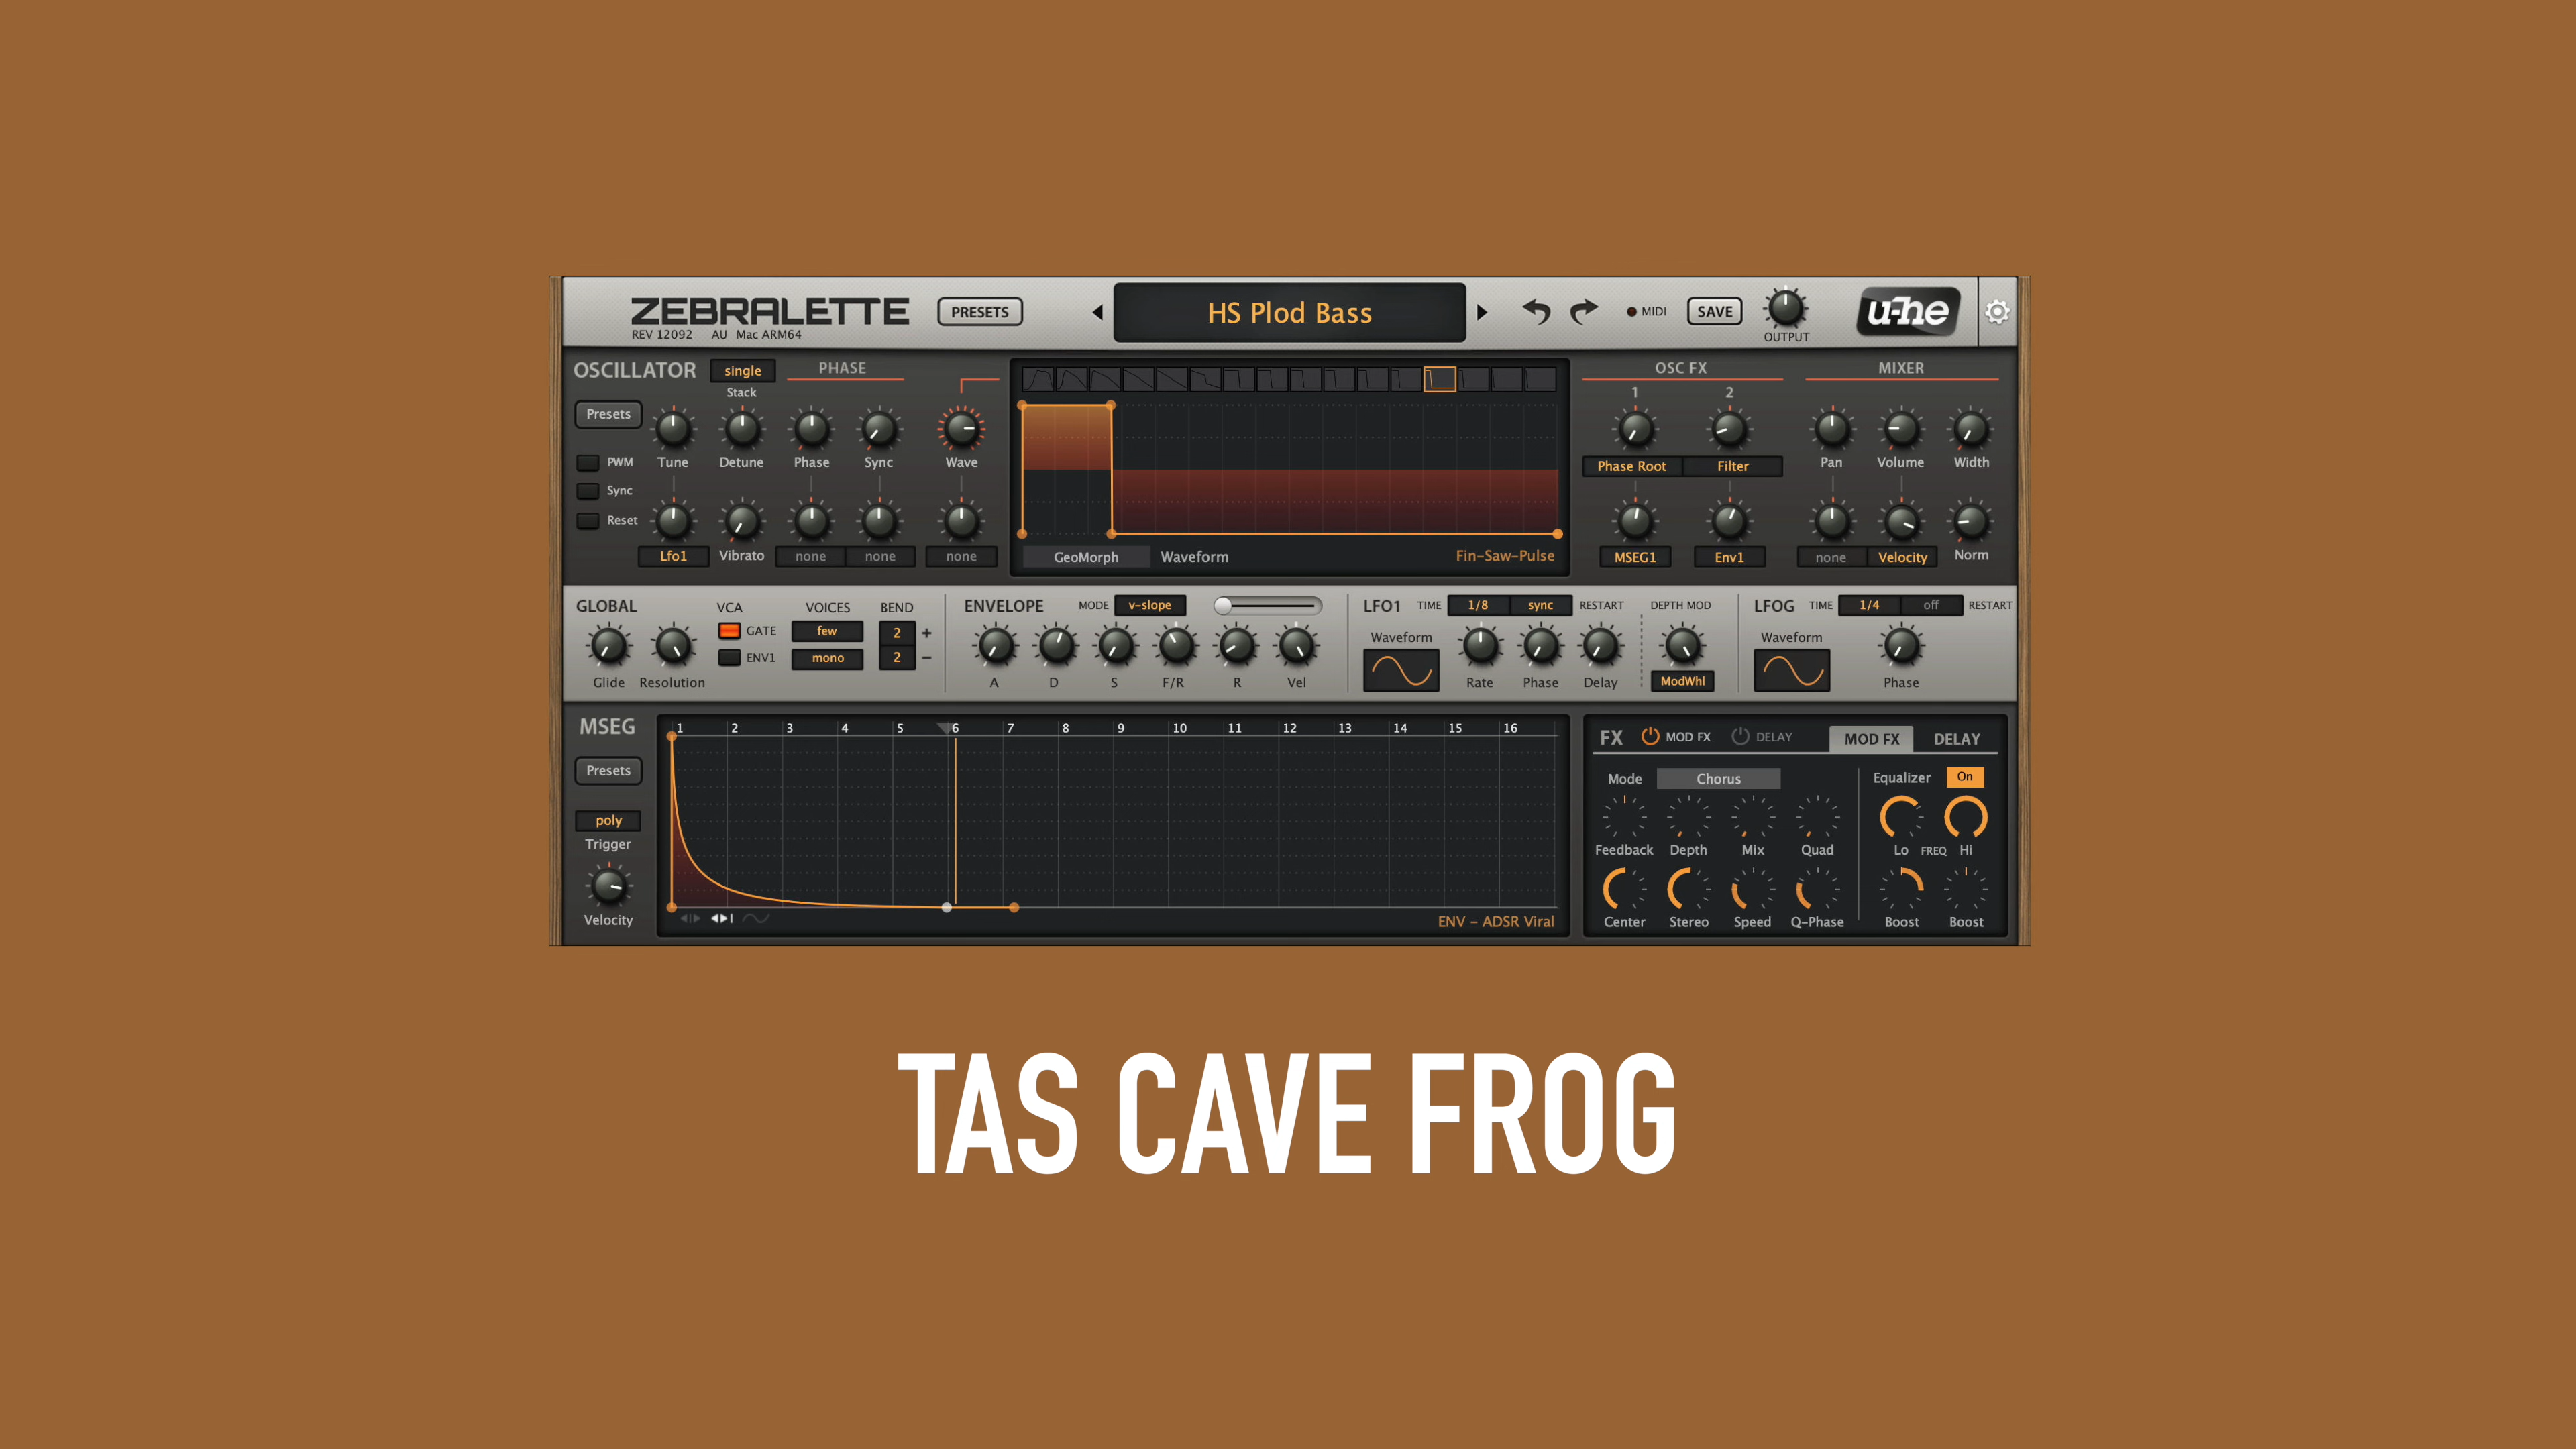 ZEBRALETTE
REV 12092 AU Mac ARM64
PRESETS
HS Plod Bass
MIDI
SAVE
OUTPUT
u-he
OSCILLATOR
single
Stack
PHASE
Presets
PWM
Sync
Reset
Tune Detune Phase Sync Wave
Lfo1 Vibrato none none none
GeoMorph Waveform Fin-Saw-Pulse
OSC FX
1 2
Phase Root Filter
MSEG1 Env1
MIXER
Pan Volume Width
none Velocity Norm
GLOBAL
Glide Resolution
VCA
GATE
ENV1
VOICES
few
mono
BEND
2 +
2 −
ENVELOPE MODE v-slope
A D S F/R R Vel
LFO1 TIME 1/8 sync RESTART
Waveform
Rate Phase Delay
DEPTH MOD
ModWhl
LFOG TIME 1/4 off RESTART
Waveform
Phase
MSEG
Presets
poly
Trigger
Velocity
1 2 3 4 5 6 7 8 9 10 11 12 13 14 15 16
ENV - ADSR Viral
FX MOD FX DELAY MOD FX DELAY
Mode Chorus
Equalizer On
Feedback Depth Mix Quad
Lo FREQ Hi
Center Stereo Speed Q-Phase
Boost Boost
TAS CAVE FROG